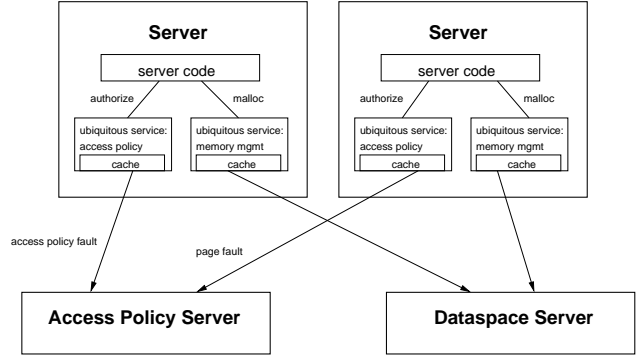 Server
server code
authorize
malloc
ubiquitous service:
access policy
cache
ubiquitous service:
memory mgmt
cache
Server
server code
authorize
malloc
ubiquitous service:
access policy
cache
ubiquitous service:
memory mgmt
cache
access policy fault
page fault
Access Policy Server
Dataspace Server